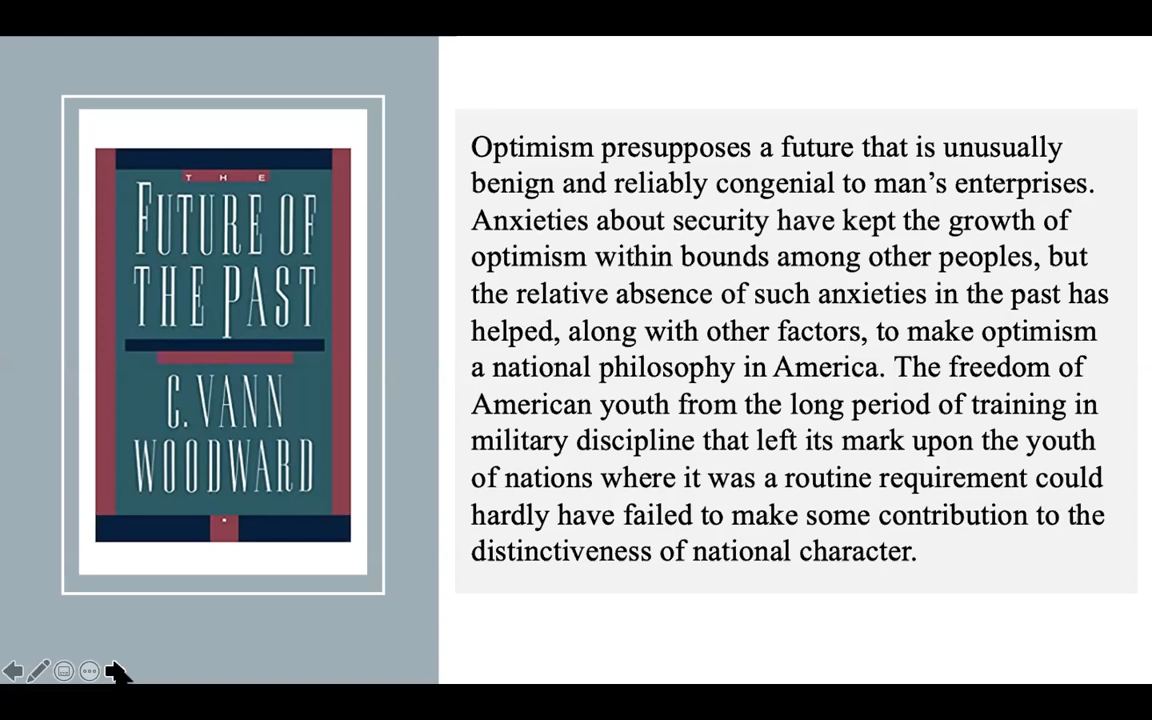 THE
FUTURE OF
THE PAST
C. VANN
WOODWARD
Optimism presupposes a future that is unusually
benign and reliably congenial to man’s enterprises.
Anxieties about security have kept the growth of
optimism within bounds among other peoples, but
the relative absence of such anxieties in the past has
helped, along with other factors, to make optimism
a national philosophy in America. The freedom of
American youth from the long period of training in
military discipline that left its mark upon the youth
of nations where it was a routine requirement could
hardly have failed to make some contribution to the
distinctiveness of national character.